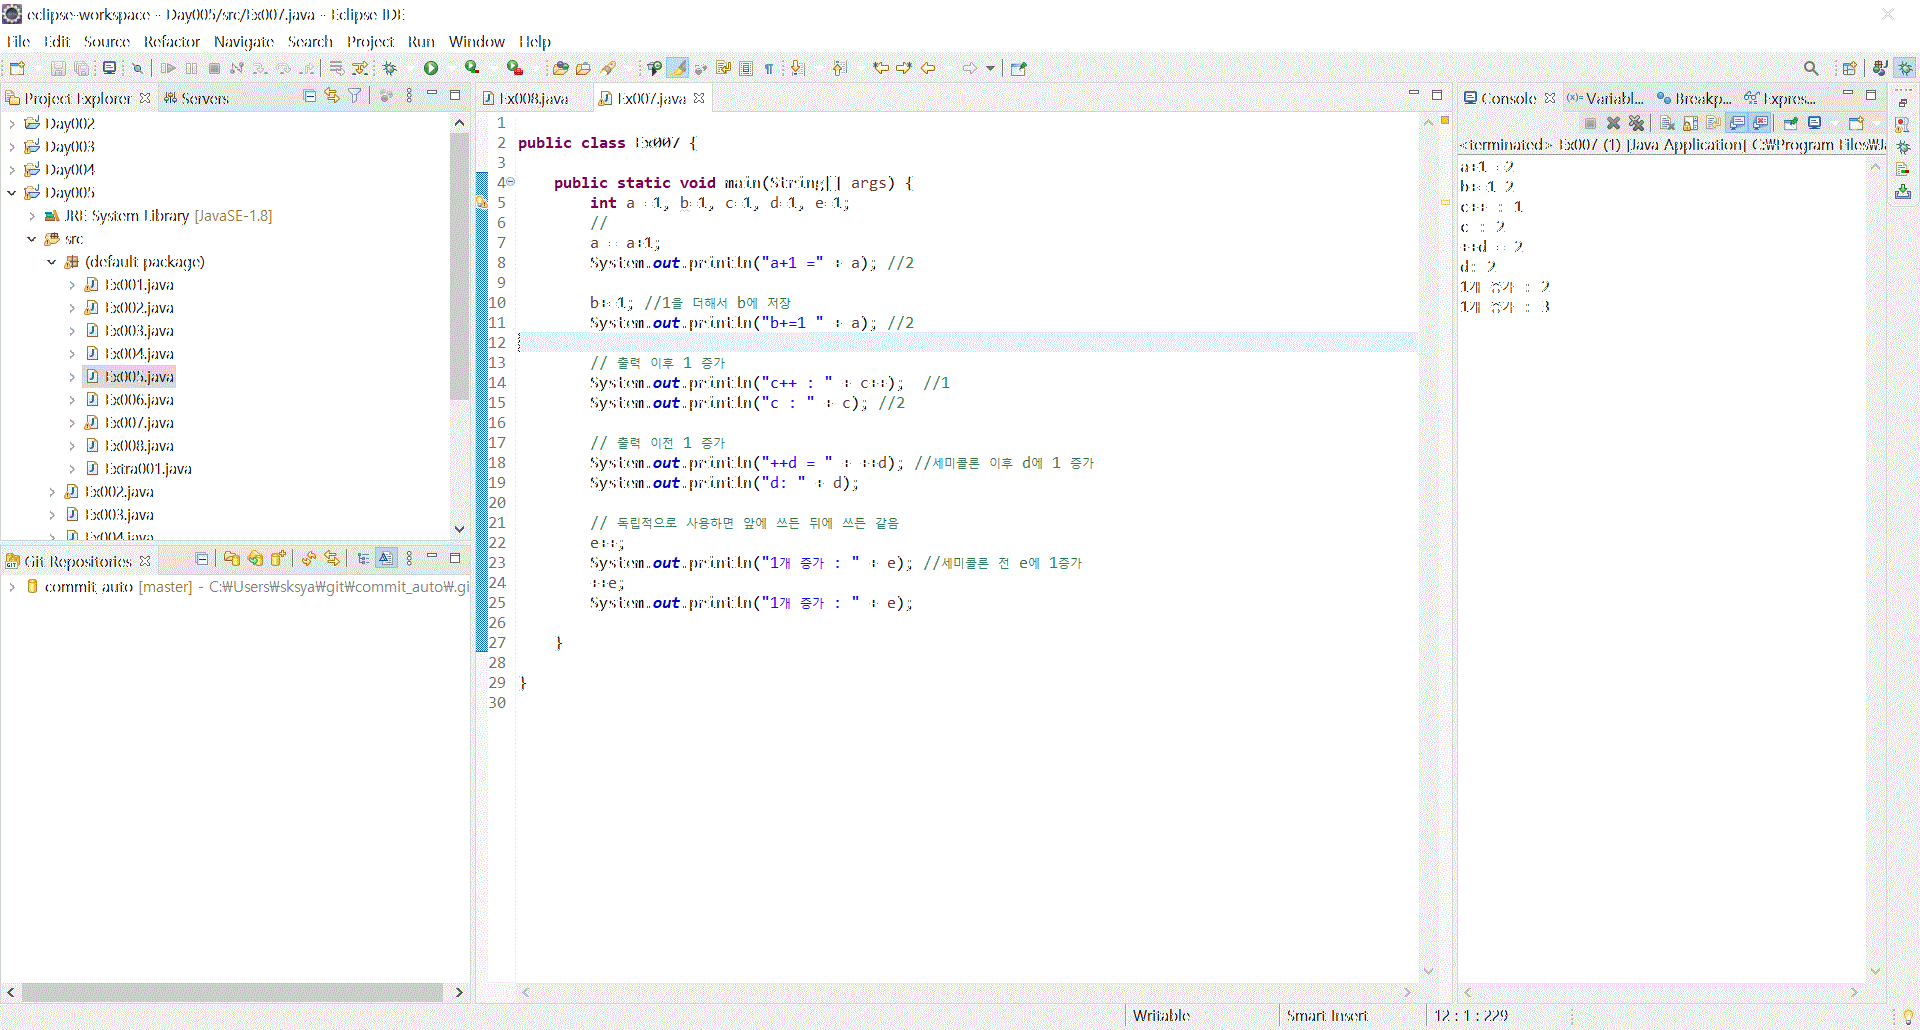 eclipse-workspace - Day005/src/Ex007.java - Eclipse IDE
File Edit Source Refactor Navigate Search Project Run Window Help
Project Explorer Servers
Day002
Day003
Day004
Day005
JRE System Library [JavaSE-1.8]
src
(default package)
Ex001.java
Ex002.java
Ex003.java
Ex004.java
Ex005.java
Ex006.java
Ex007.java
Ex008.java
Extra001.java
Ex002.java
Ex003.java
Ex004.java
Git Repositories
commit_auto [master] - C:₩Users₩sksya₩git₩commit_auto₩.gi
Ex008.java Ex007.java
1
2 public class Ex007 {
3
4 public static void main(String[] args) {
5 int a =1, b=1, c=1, d=1, e=1;
6 //
7 a = a+1;
8 System.out.println("a+1 =" + a); //2
9
10 b+=1; //1을 더해서 b에 저장
11 System.out.println("b+=1 " + a); //2
12
13 // 출력 이후 1 증가
14 System.out.println("c++ : " + c++); //1
15 System.out.println("c : " + c); //2
16
17 // 출력 이전 1 증가
18 System.out.println("++d = " + ++d); //세미콜론 이후 d에 1 증가
19 System.out.println("d: " + d);
20
21 // 독립적으로 사용하면 앞에 쓰든 뒤에 쓰든 같음
22 e++;
23 System.out.println("1개 증가 : " + e); //세미콜론 전 e에 1증가
24 ++e;
25 System.out.println("1개 증가 : " + e);
26
27 }
28
29 }
30
Console (x)= Variabl... Breakp... Expres...
<terminated> Ex007 (1) [Java Application] C:₩Program Files₩Ja
a+1 =2
b+=1 2
c++ : 1
c : 2
++d = 2
d: 2
1개 증가 : 2
1개 증가 : 3
Writable Smart Insert 12 : 1 : 229